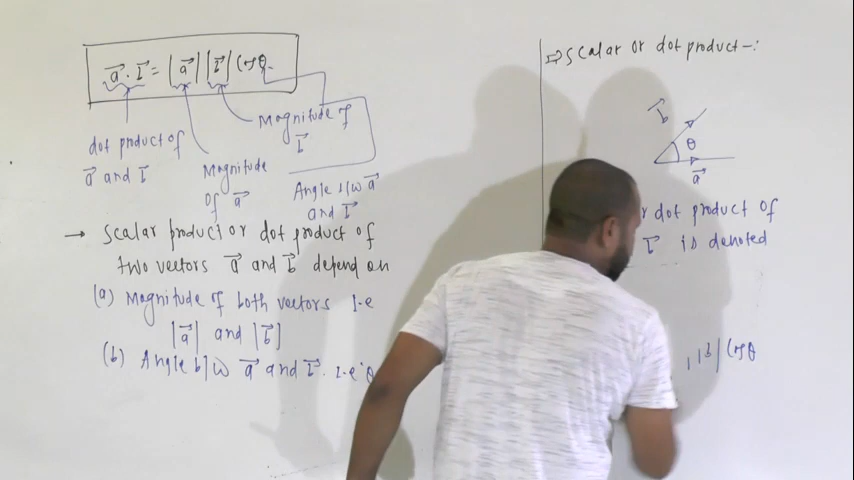 a⃗ . b⃗ = |a⃗| |b⃗| Cosθ
dot product of
a⃗ and b⃗
Magnitude
of a⃗
Magnitude of
b⃗
Angle b/w a⃗
and b⃗
→ Scalar product or dot product of
two vectors a⃗ and b⃗ depend on
(a) Magnitude of both vectors I-e
|a⃗| and |b⃗|
(b) Angle b/w a⃗ and b⃗. I-e θ
⇒ Scalar or dot product-:
b⃗
θ
a⃗
r dot product of
b⃗ is denoted
|b⃗| Cosθ